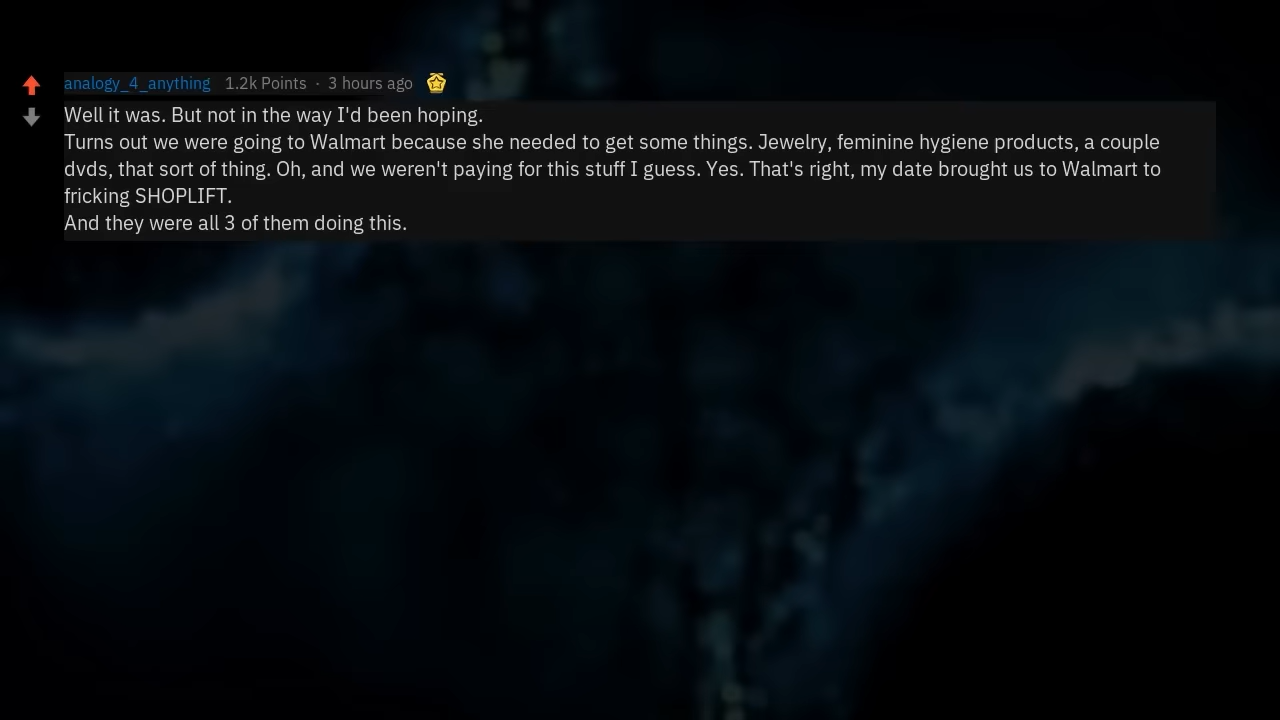 analogy_4_anything 1.2k Points · 3 hours ago
Well it was. But not in the way I'd been hoping.
Turns out we were going to Walmart because she needed to get some things. Jewelry, feminine hygiene products, a couple
dvds, that sort of thing. Oh, and we weren't paying for this stuff I guess. Yes. That's right, my date brought us to Walmart to
fricking SHOPLIFT.
And they were all 3 of them doing this.